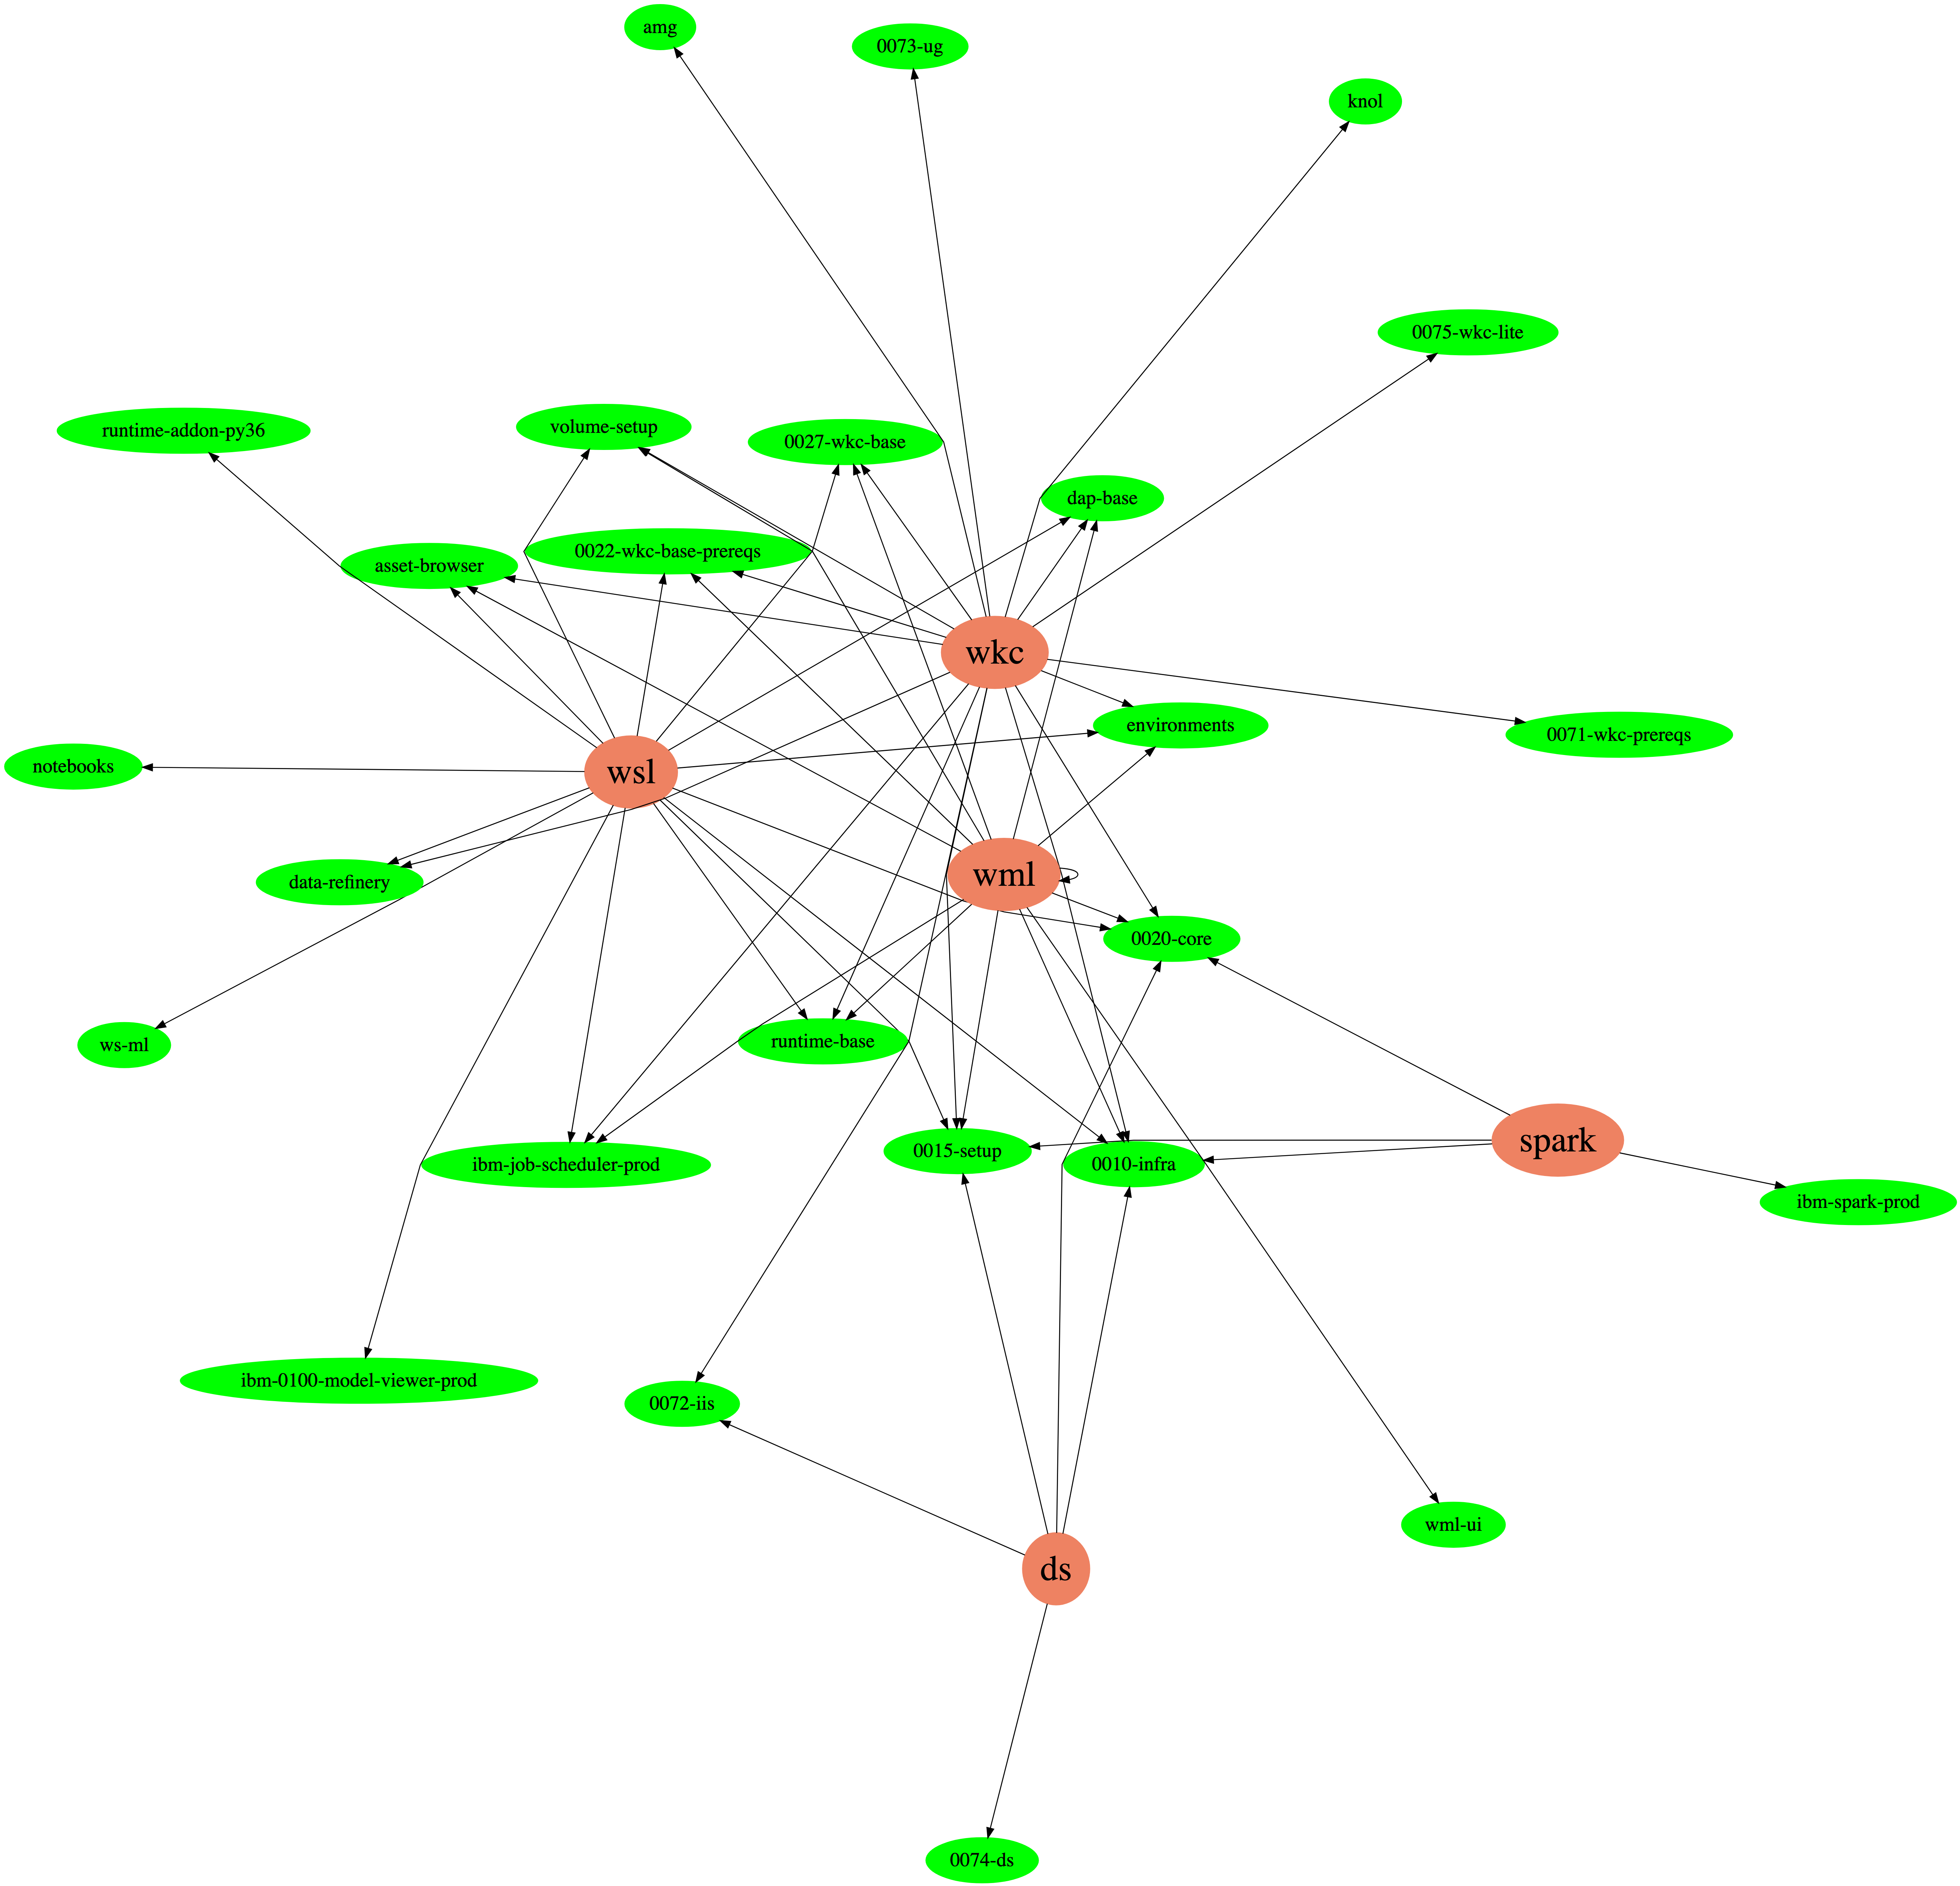 amg
0073-ug
knol
0075-wkc-lite
runtime-addon-py36
volume-setup
0027-wkc-base
dap-base
0022-wkc-base-prereqs
asset-browser
wkc
environments
0071-wkc-prereqs
notebooks
wsl
data-refinery
wml
0020-core
ws-ml
runtime-base
ibm-job-scheduler-prod
0015-setup
0010-infra
spark
ibm-spark-prod
ibm-0100-model-viewer-prod
0072-iis
wml-ui
ds
0074-ds